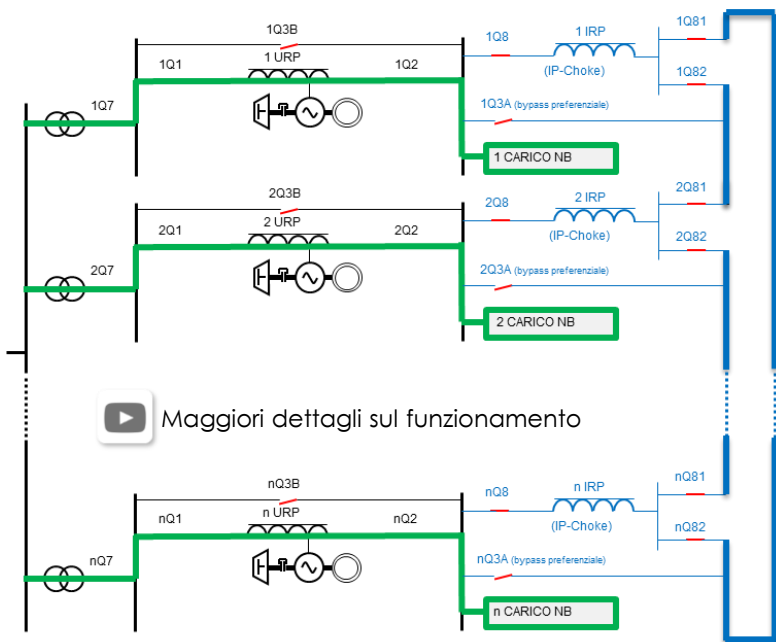 1Q3B
1Q8
1 IRP
1Q81
1Q1
1 URP
1Q2
(IP-Choke)
1Q82
1Q7
1Q3A (bypass preferenziale)
1 CARICO NB
2Q3B
2Q8
2 IRP
2Q81
2Q1
2 URP
2Q2
(IP-Choke)
2Q82
2Q7
2Q3A (bypass preferenziale)
2 CARICO NB
Maggiori dettagli sul funzionamento
nQ3B
nQ8
n IRP
nQ81
nQ1
n URP
nQ2
(IP-Choke)
nQ82
nQ7
nQ3A (bypass preferenziale)
n CARICO NB